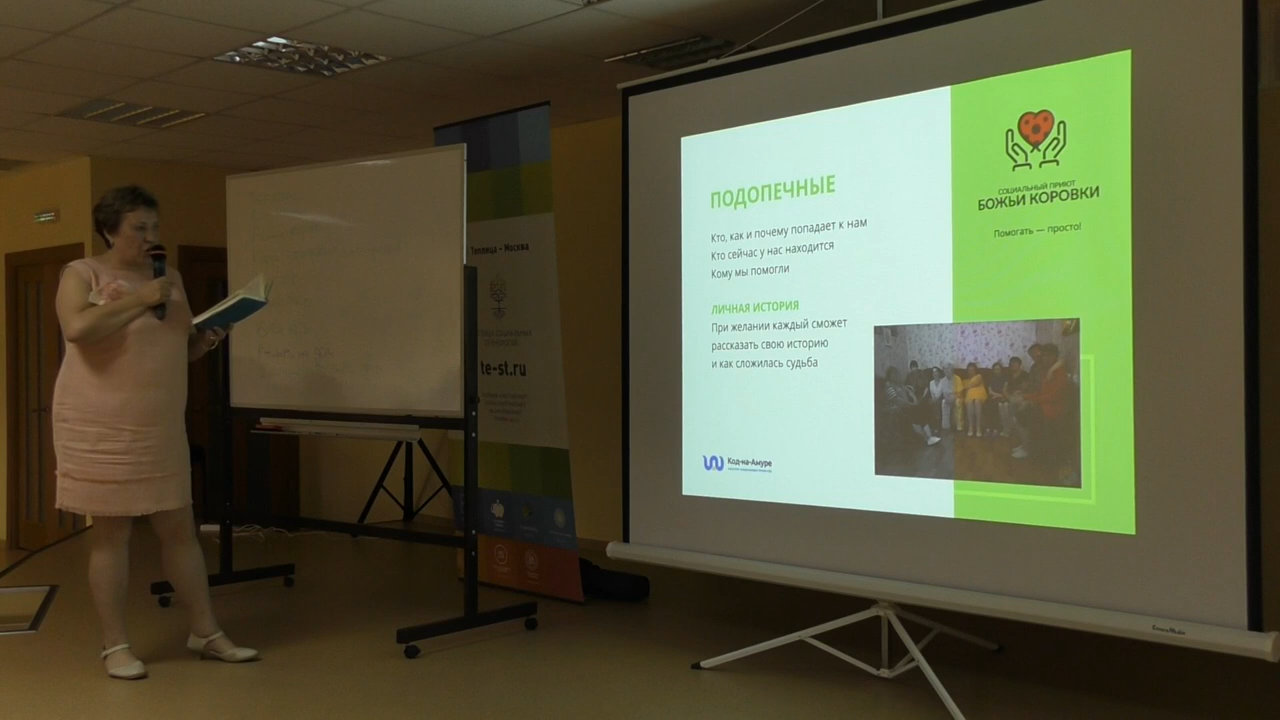 ПОДОПЕЧНЫЕ
Кто, как и почему попадает к нам
Кто сейчас у нас находится
Кому мы помогли
ЛИЧНАЯ ИСТОРИЯ
При желании каждый сможет
рассказать свою историю
и как сложилась судьба
Код-на-Амуре
СОЦИАЛЬНЫЙ ПРИЮТ
БОЖЬИ КОРОВКИ
Помогать — просто!
Теплица – Москва
te-st.ru